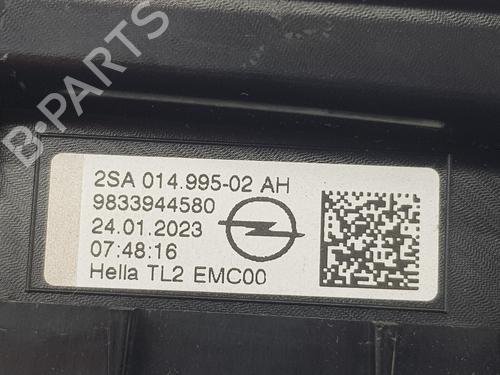 B-PARTS
2SA 014.995-02 AH
9833944580
24.01.2023
07:48:16
Hella TL2 EMC00